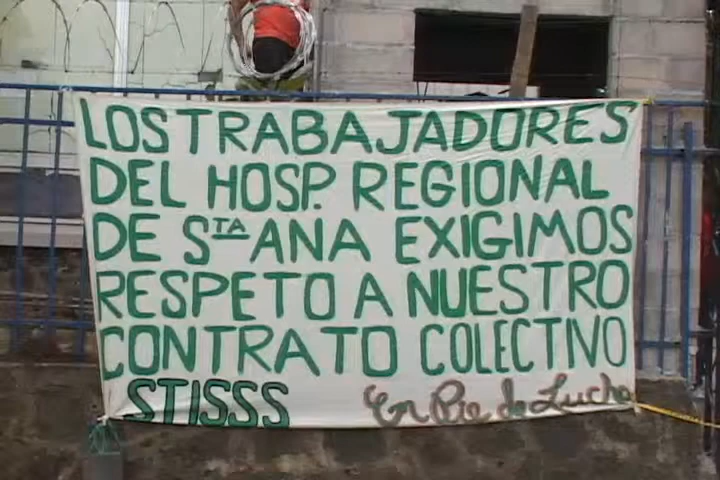 LOS TRABAJADORES
DEL HOSP. REGIONAL
DE STA ANA EXIGIMOS
RESPETO A NUESTRO
CONTRATO COLECTIVO
STISSS En Pie de Lucha